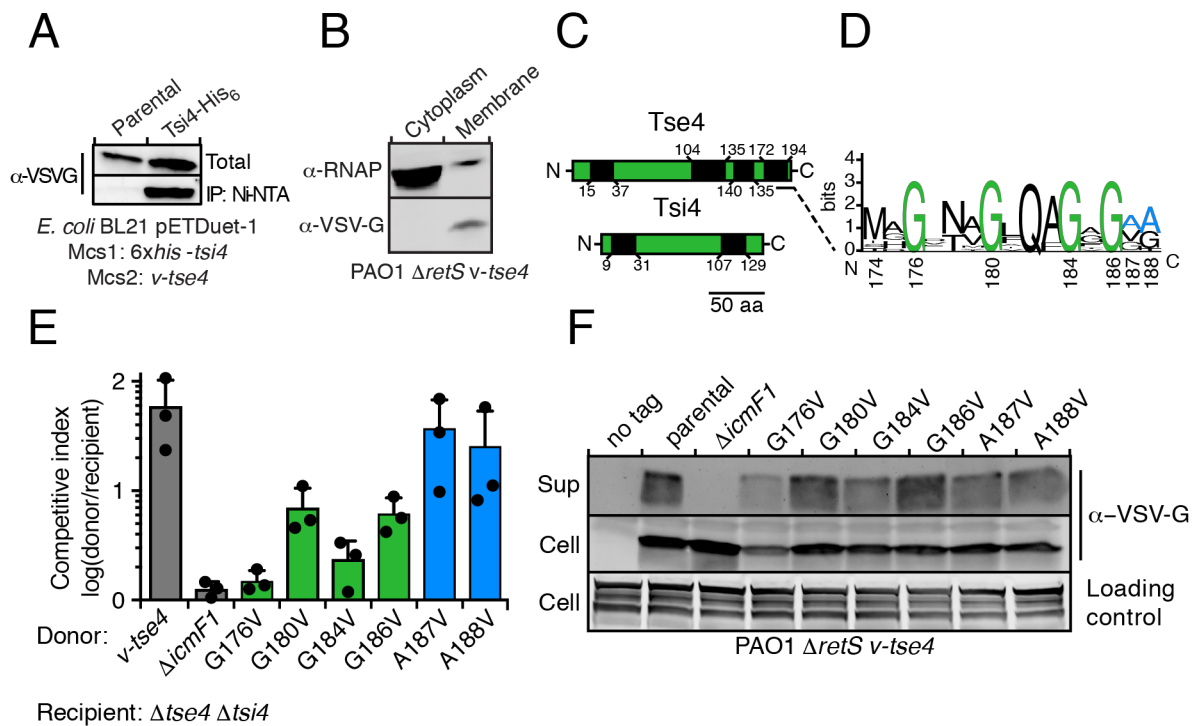 A
Parental
Tsi4-His6
α-VSVG
Total
IP: Ni-NTA
E. coli BL21 pETDuet-1
Mcs1: 6xhis -tsi4
Mcs2: v-tse4
B
Cytoplasm
Membrane
α-RNAP
α-VSV-G
PAO1 ΔretS v-tse4
C
Tse4
104 135 172 194
N C
15 37 140 135
Tsi4
N C
9 31 107 129
50 aa
D
4
3
2
1
0
bits
M G N G QAG G A
N 174 176 180 184 186 187 188 C
E
Competitive index
log(donor/recipient)
2
1
0
Donor:
v-tse4
ΔicmF1
G176V
G180V
G184V
G186V
A187V
A188V
Recipient: Δtse4 Δtsi4
F
no tag
parental
ΔicmF1
G176V
G180V
G184V
G186V
A187V
A188V
Sup
Cell
α–VSV-G
Cell
Loading
control
PAO1 ΔretS v-tse4